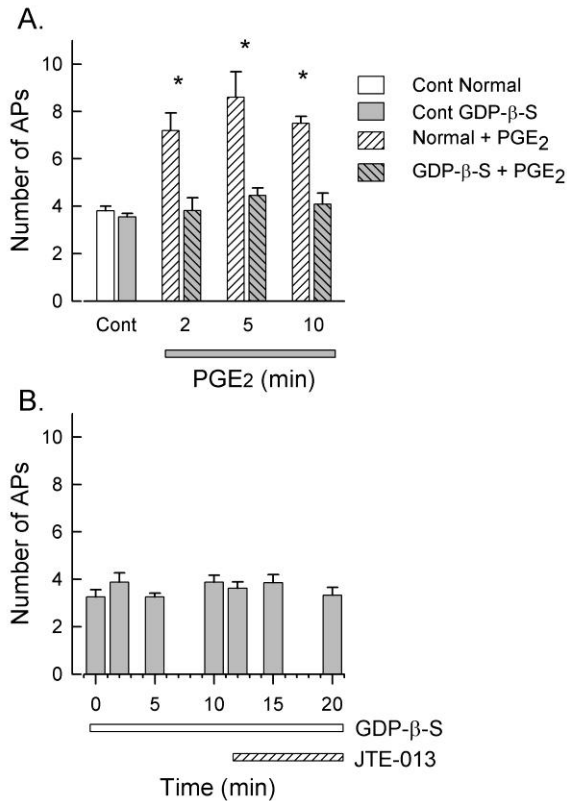 A.
Number of APs
10
8
6
4
2
0
*
*
*
Cont Normal
Cont GDP-β-S
Normal + PGE₂
GDP-β-S + PGE₂
Cont 2 5 10
PGE2 (min)
B.
Number of APs
10
8
6
4
2
0
0 5 10 15 20
GDP-β-S
JTE-013
Time (min)